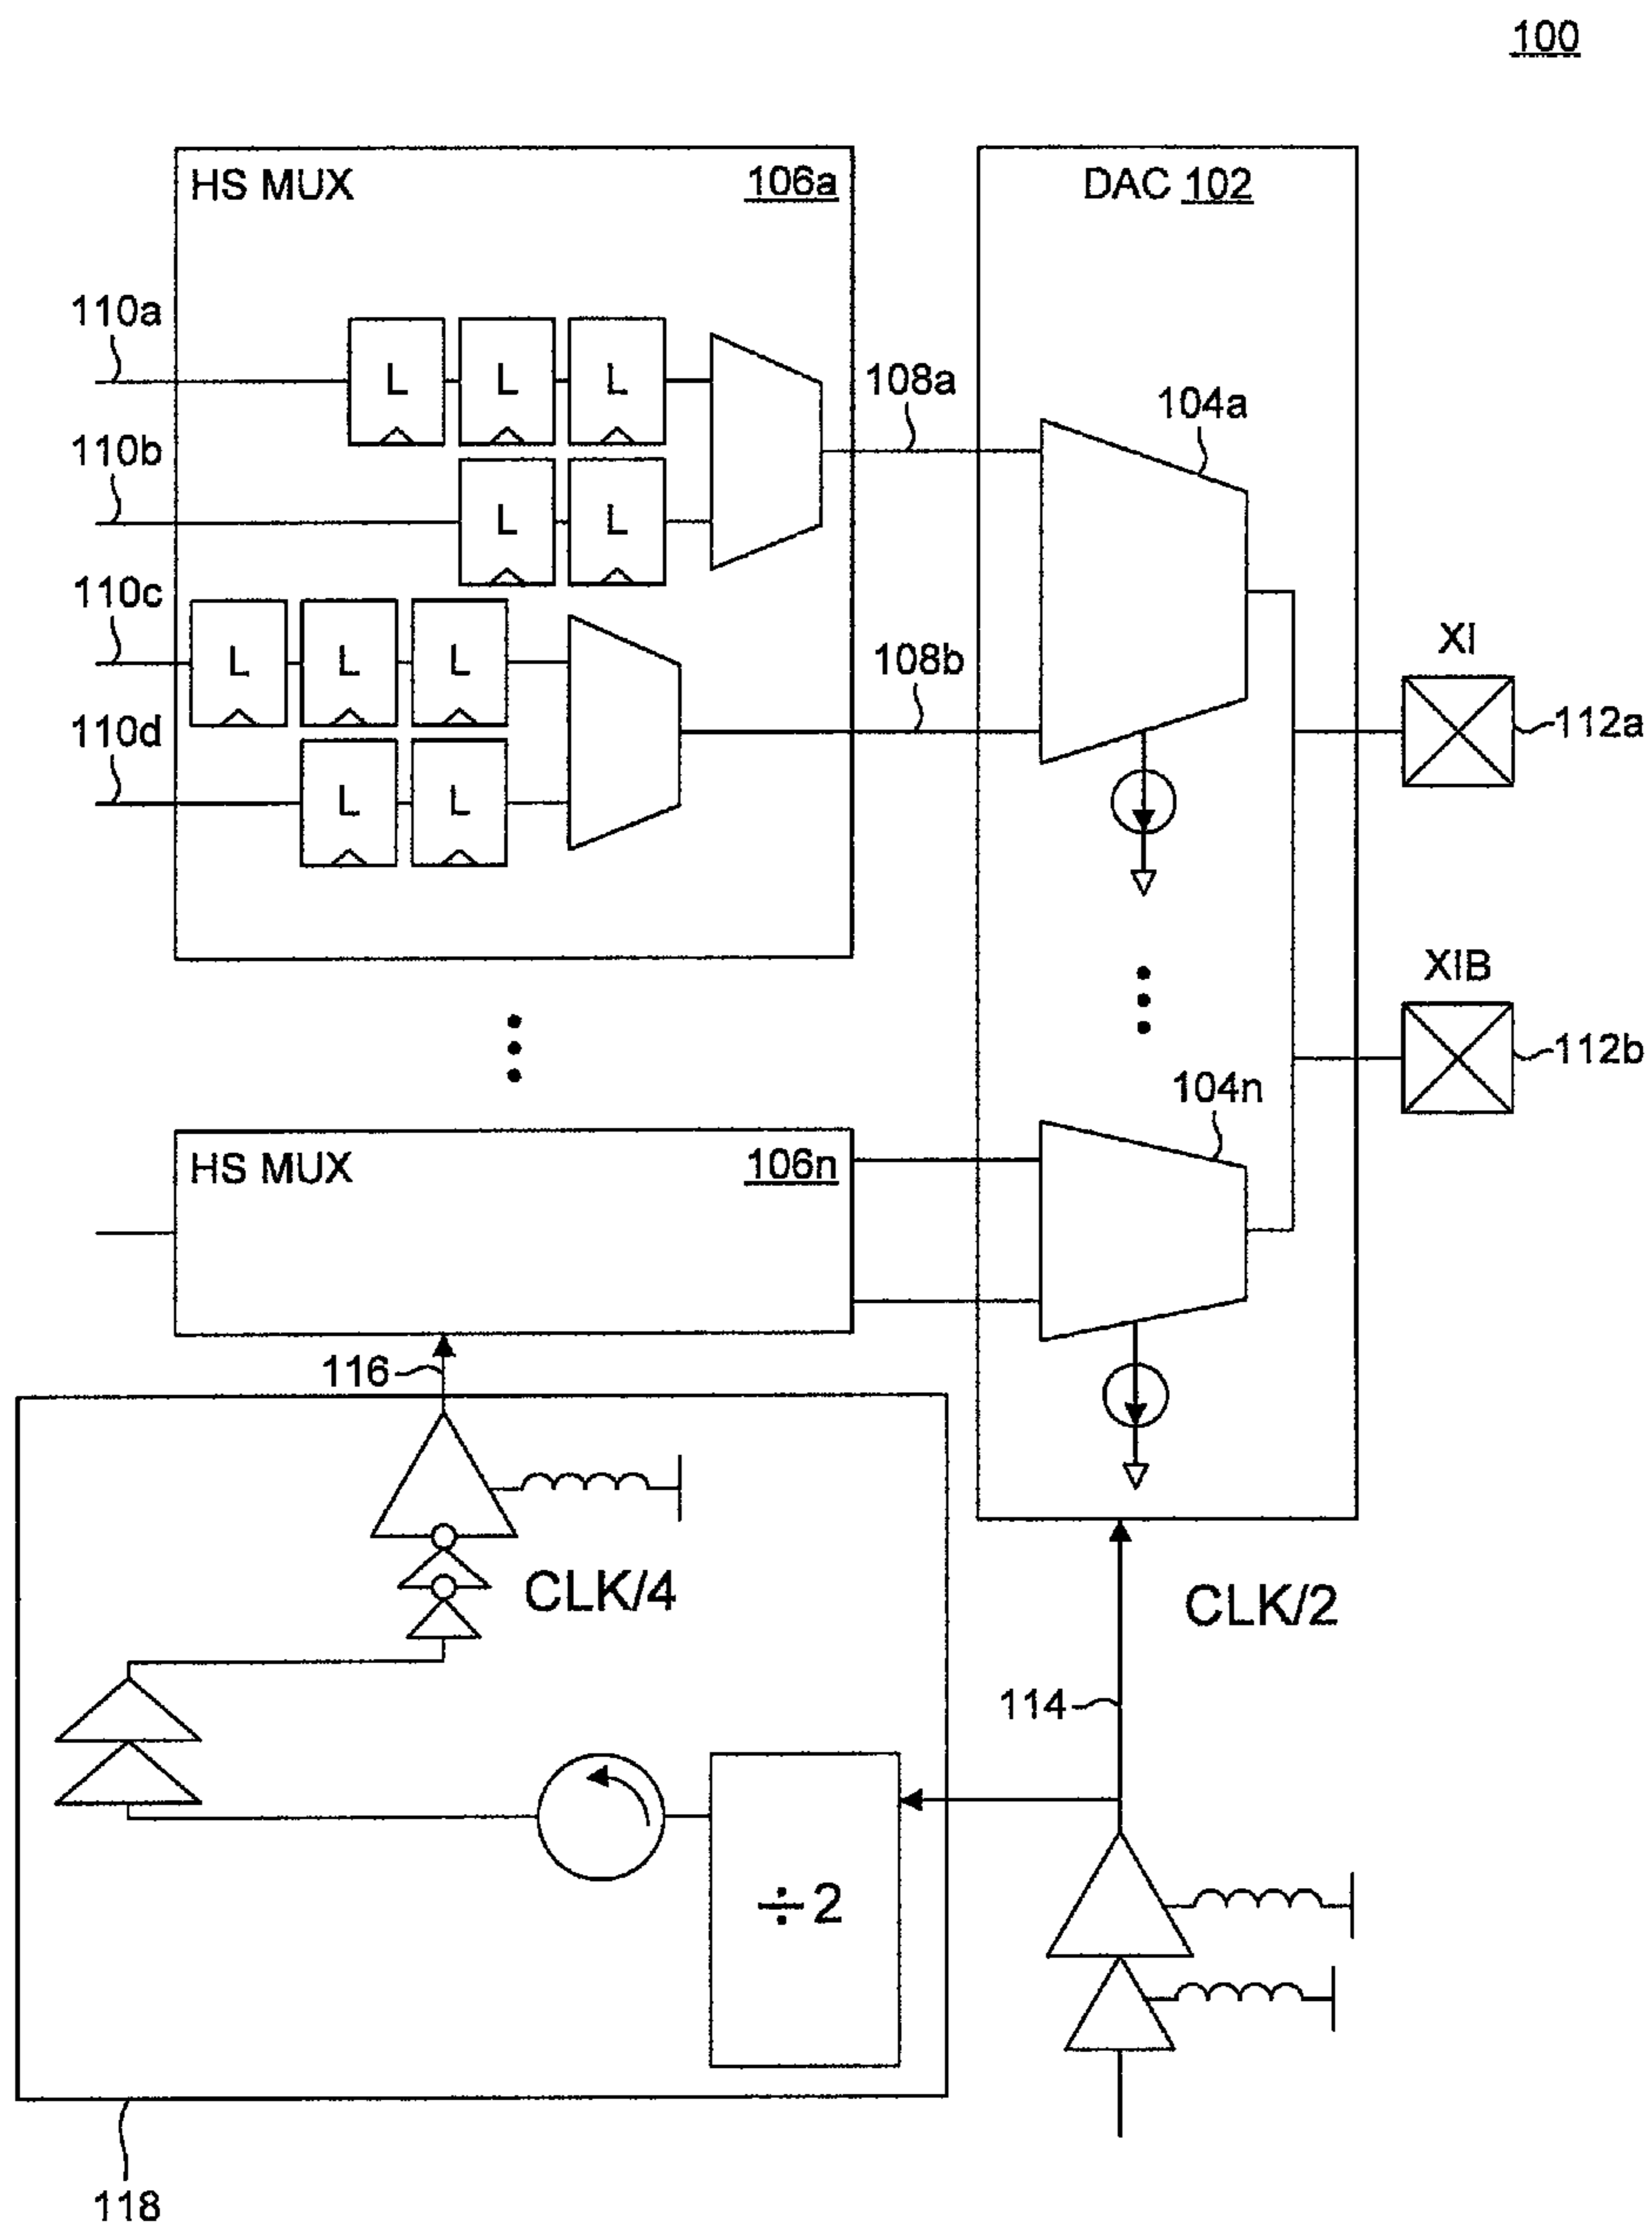 100
HS MUX 106a
DAC 102
110a
L L L
108a
104a
110b
L L
110c
L L L
108b
XI
112a
110d
L L
XIB
112b
104n
HS MUX 106n
116
CLK/4
CLK/2
114
÷2
118